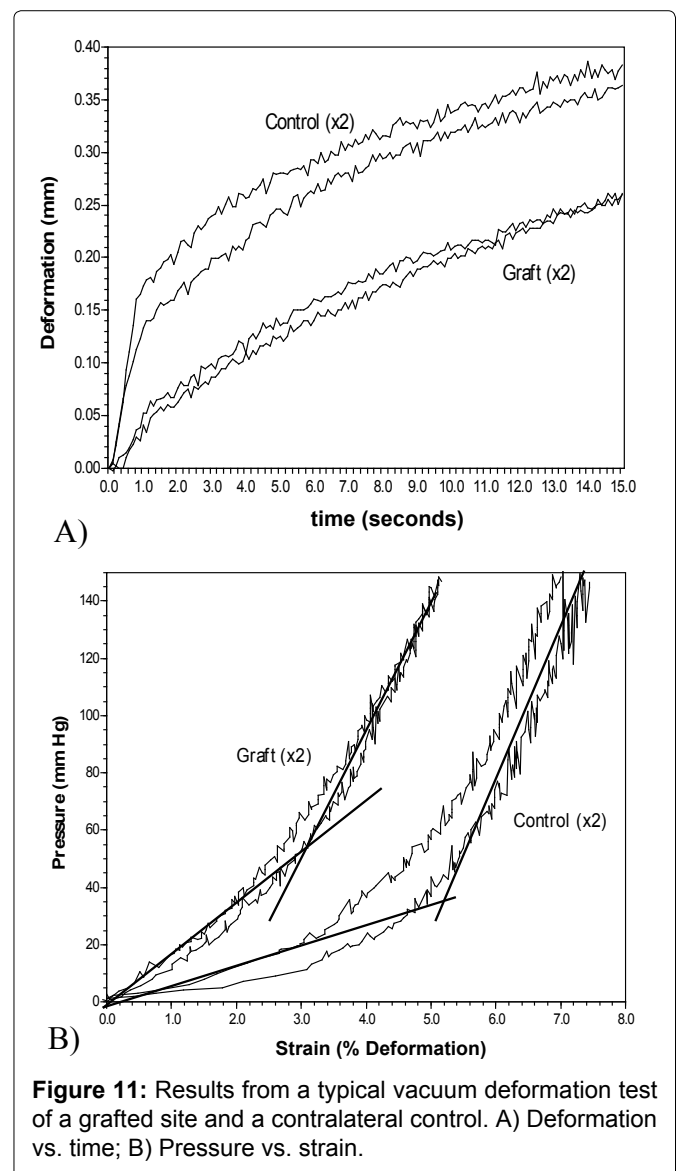 0.40
0.35
0.30
0.25
0.20
0.15
0.10
0.05
0.00
Deformation (mm)
Control (x2)
Graft (x2)
0.0 1.0 2.0 3.0 4.0 5.0 6.0 7.0 8.0 9.0 10.0 11.0 12.0 13.0 14.0 15.0
time (seconds)
A)
140
120
100
80
60
40
20
0
Pressure (mm Hg)
Graft (x2)
Control (x2)
0.0 1.0 2.0 3.0 4.0 5.0 6.0 7.0 8.0
Strain (% Deformation)
B)
Figure 11: Results from a typical vacuum deformation test
of a grafted site and a contralateral control. A) Deformation
vs. time; B) Pressure vs. strain.